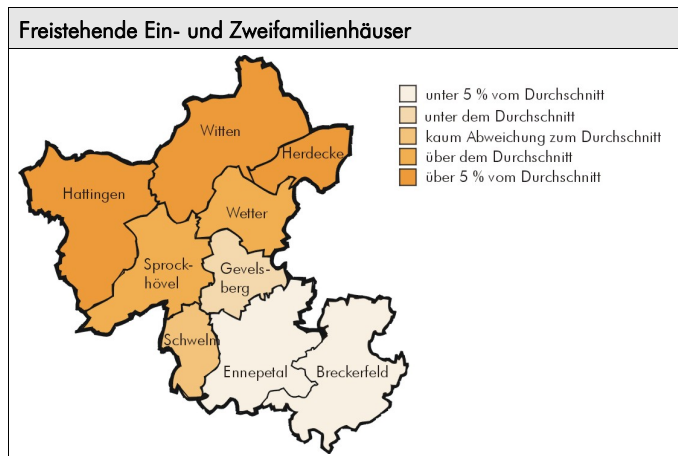 Freistehende Ein- und Zweifamilienhäuser
unter 5 % vom Durchschnitt
unter dem Durchschnitt
kaum Abweichung zum Durchschnitt
über dem Durchschnitt
über 5 % vom Durchschnitt
Witten
Herdecke
Hattingen
Wetter
Sprock-
hövel
Gevels-
berg
Schwelm
Ennepetal
Breckerfeld